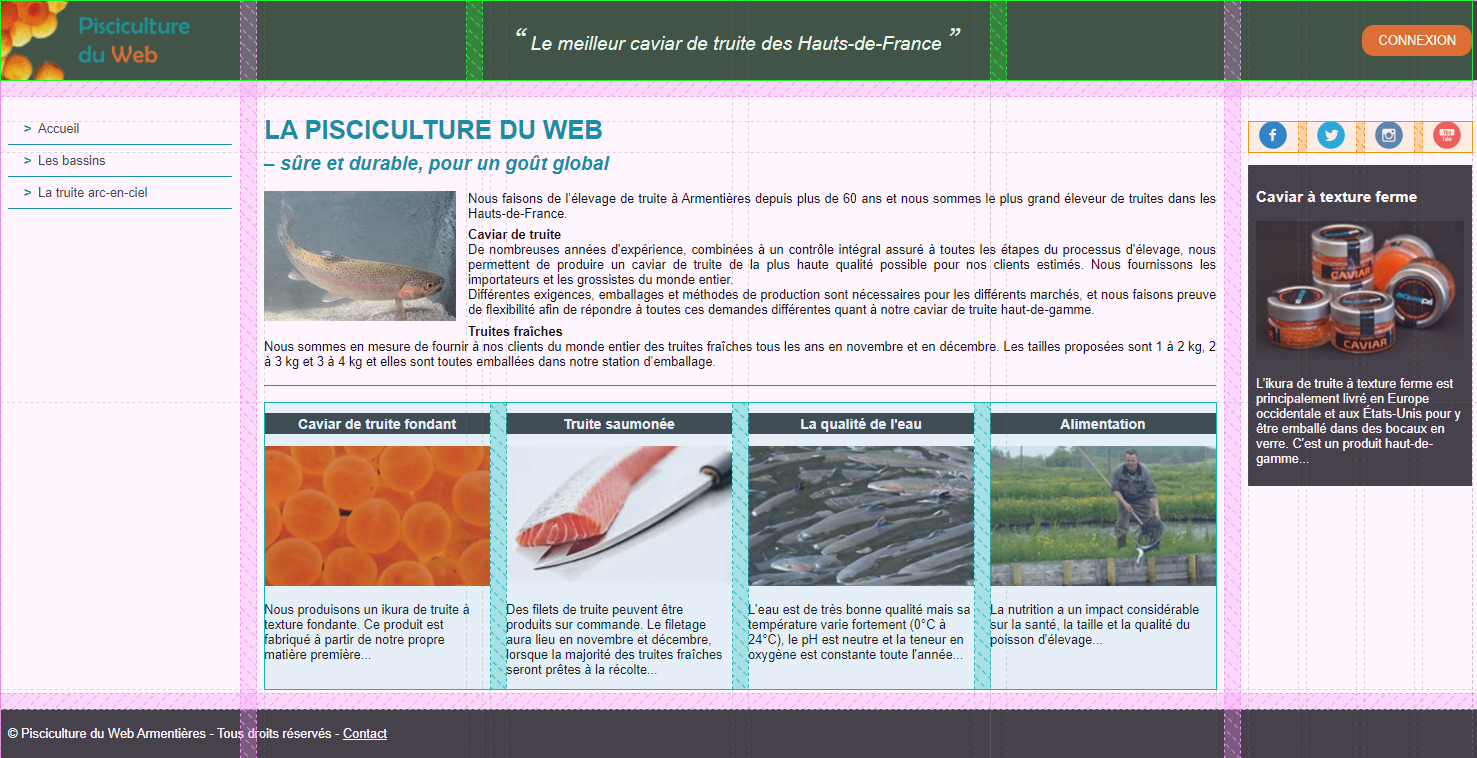 Pisciculture
du Web
“ Le meilleur caviar de truite des Hauts-de-France ”
CONNEXION
> Accueil
> Les bassins
> La truite arc-en-ciel
LA PISCICULTURE DU WEB
– sûre et durable, pour un goût global
Nous faisons de l’élevage de truite à Armentières depuis plus de 60 ans et nous sommes le plus grand éleveur de truites dans les
Hauts-de-France.
Caviar de truite
De nombreuses années d'expérience, combinées à un contrôle intégral assuré à toutes les étapes du processus d'élevage, nous
permettent de produire un caviar de truite de la plus haute qualité possible pour nos clients estimés. Nous fournissons les
importateurs et les grossistes du monde entier.
Différentes exigences, emballages et méthodes de production sont nécessaires pour les différents marchés, et nous faisons preuve
de flexibilité afin de répondre à toutes ces demandes différentes quant à notre caviar de truite haut-de-gamme.
Truites fraîches
Nous sommes en mesure de fournir à nos clients du monde entier des truites fraîches tous les ans en novembre et en décembre. Les tailles proposées sont 1 à 2 kg, 2
à 3 kg et 3 à 4 kg et elles sont toutes emballées dans notre station d’emballage.
Caviar de truite fondant
Nous produisons un ikura de truite à
texture fondante. Ce produit est
fabriqué à partir de notre propre
matière première...
Truite saumonée
Des filets de truite peuvent être
produits sur commande. Le filetage
aura lieu en novembre et décembre,
lorsque la majorité des truites fraîches
seront prêtes à la récolte...
La qualité de l'eau
L'eau est de très bonne qualité mais sa
température varie fortement (0°C à
24°C), le pH est neutre et la teneur en
oxygène est constante toute l'année...
Alimentation
La nutrition a un impact considérable
sur la santé, la taille et la qualité du
poisson d'élevage...
You
Tube
Caviar à texture ferme
CAVIAR
CAVIAR
CAVIAR
L'ikura de truite à texture ferme est
principalement livré en Europe
occidentale et aux États-Unis pour y
être emballé dans des bocaux en
verre. C'est un produit haut-de-
gamme...
© Pisciculture du Web Armentières - Tous droits réservés - Contact